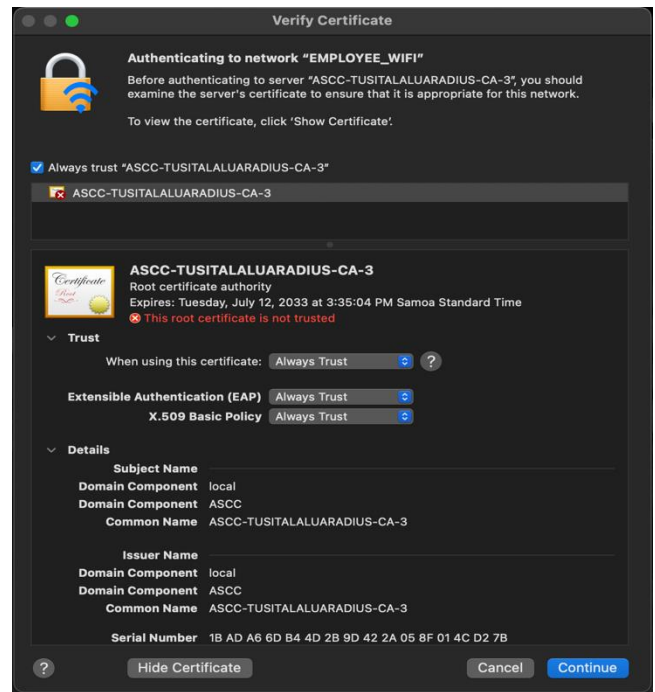 Verify Certificate
Authenticating to network “EMPLOYEE_WIFI”
Before authenticating to server “ASCC-TUSITALALUARADIUS-CA-3”, you should
examine the server's certificate to ensure that it is appropriate for this network.
To view the certificate, click ‘Show Certificate’.
Always trust “ASCC-TUSITALALUARADIUS-CA-3”
ASCC-TUSITALALUARADIUS-CA-3
Certificate
Root
ASCC-TUSITALALUARADIUS-CA-3
Root certificate authority
Expires: Tuesday, July 12, 2033 at 3:35:04 PM Samoa Standard Time
This root certificate is not trusted
Trust
When using this certificate: Always Trust ?
Extensible Authentication (EAP) Always Trust
X.509 Basic Policy Always Trust
Details
Subject Name
Domain Component local
Domain Component ASCC
Common Name ASCC-TUSITALALUARADIUS-CA-3
Issuer Name
Domain Component local
Domain Component ASCC
Common Name ASCC-TUSITALALUARADIUS-CA-3
Serial Number 1B AD A6 6D B4 4D 2B 9D 42 2A 05 8F 01 4C D2 7B
? Hide Certificate Cancel Continue